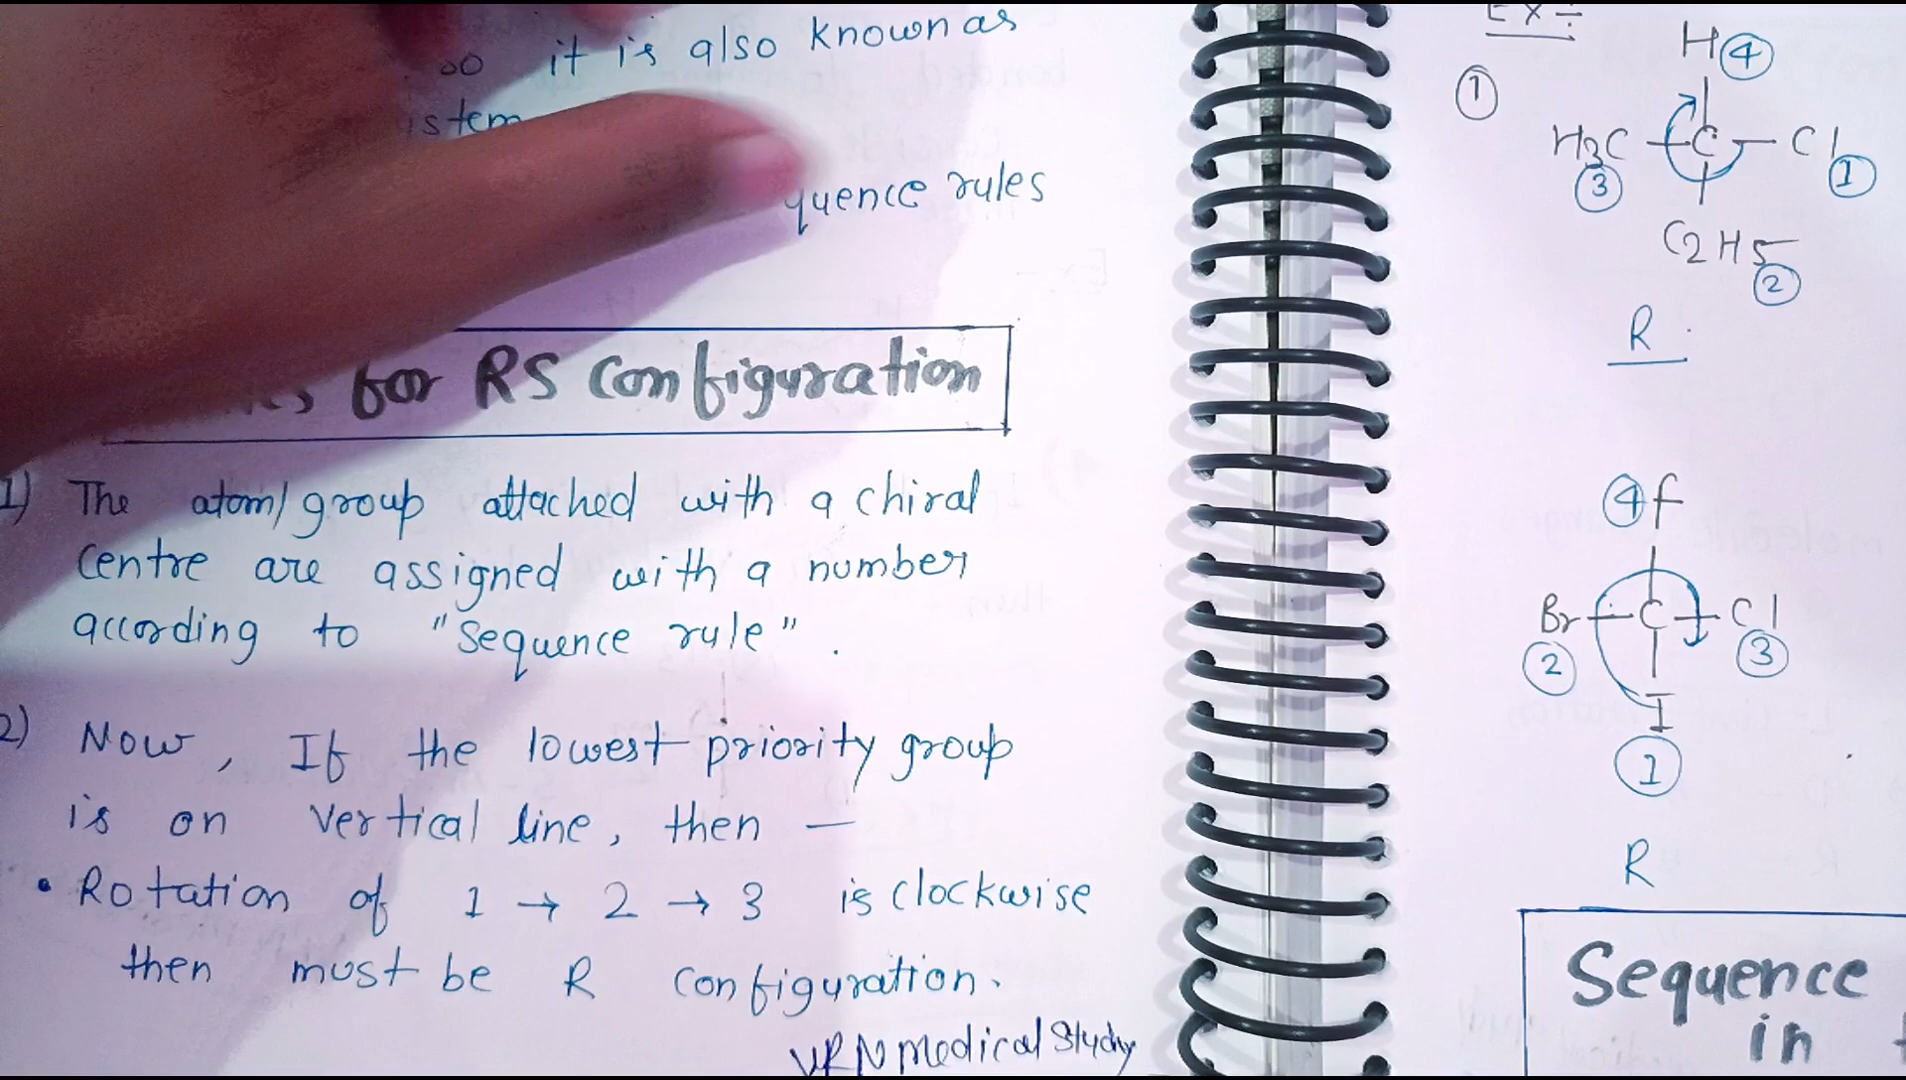 so it is also known as
stem
quence rules
for RS Configuration
1) The atom/group attached with a chiral
Centre are assigned with a number
according to "Sequence rule".
2) Now, If the lowest priority group
is on vertical line, then —
• Rotation of 1 → 2 → 3 is clockwise
then must be R configuration.
VRN medical Study
Ex÷
1
H 4
H3C C Cl
3 1
C2H5
2
R
4 f
Br C Cl
2 3
I
1
R
Sequence
in